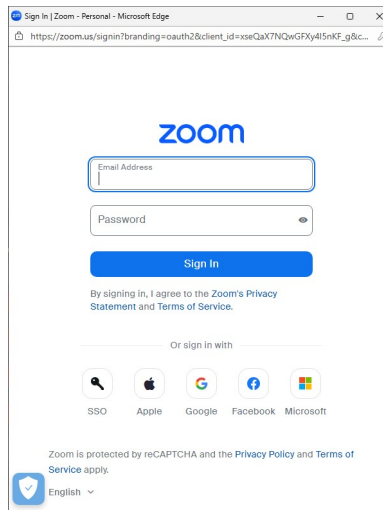 zm Sign In | Zoom - Personal - Microsoft Edge
https://zoom.us/signin?branding=oauth2&client_id=xseQaX7NQwGFXy4I5nKF_g&c...
zoom
Email Address
Password
Sign In
By signing in, I agree to the Zoom's Privacy
Statement and Terms of Service.
Or sign in with
SSO Apple Google Facebook Microsoft
Zoom is protected by reCAPTCHA and the Privacy Policy and Terms of
Service apply.
English